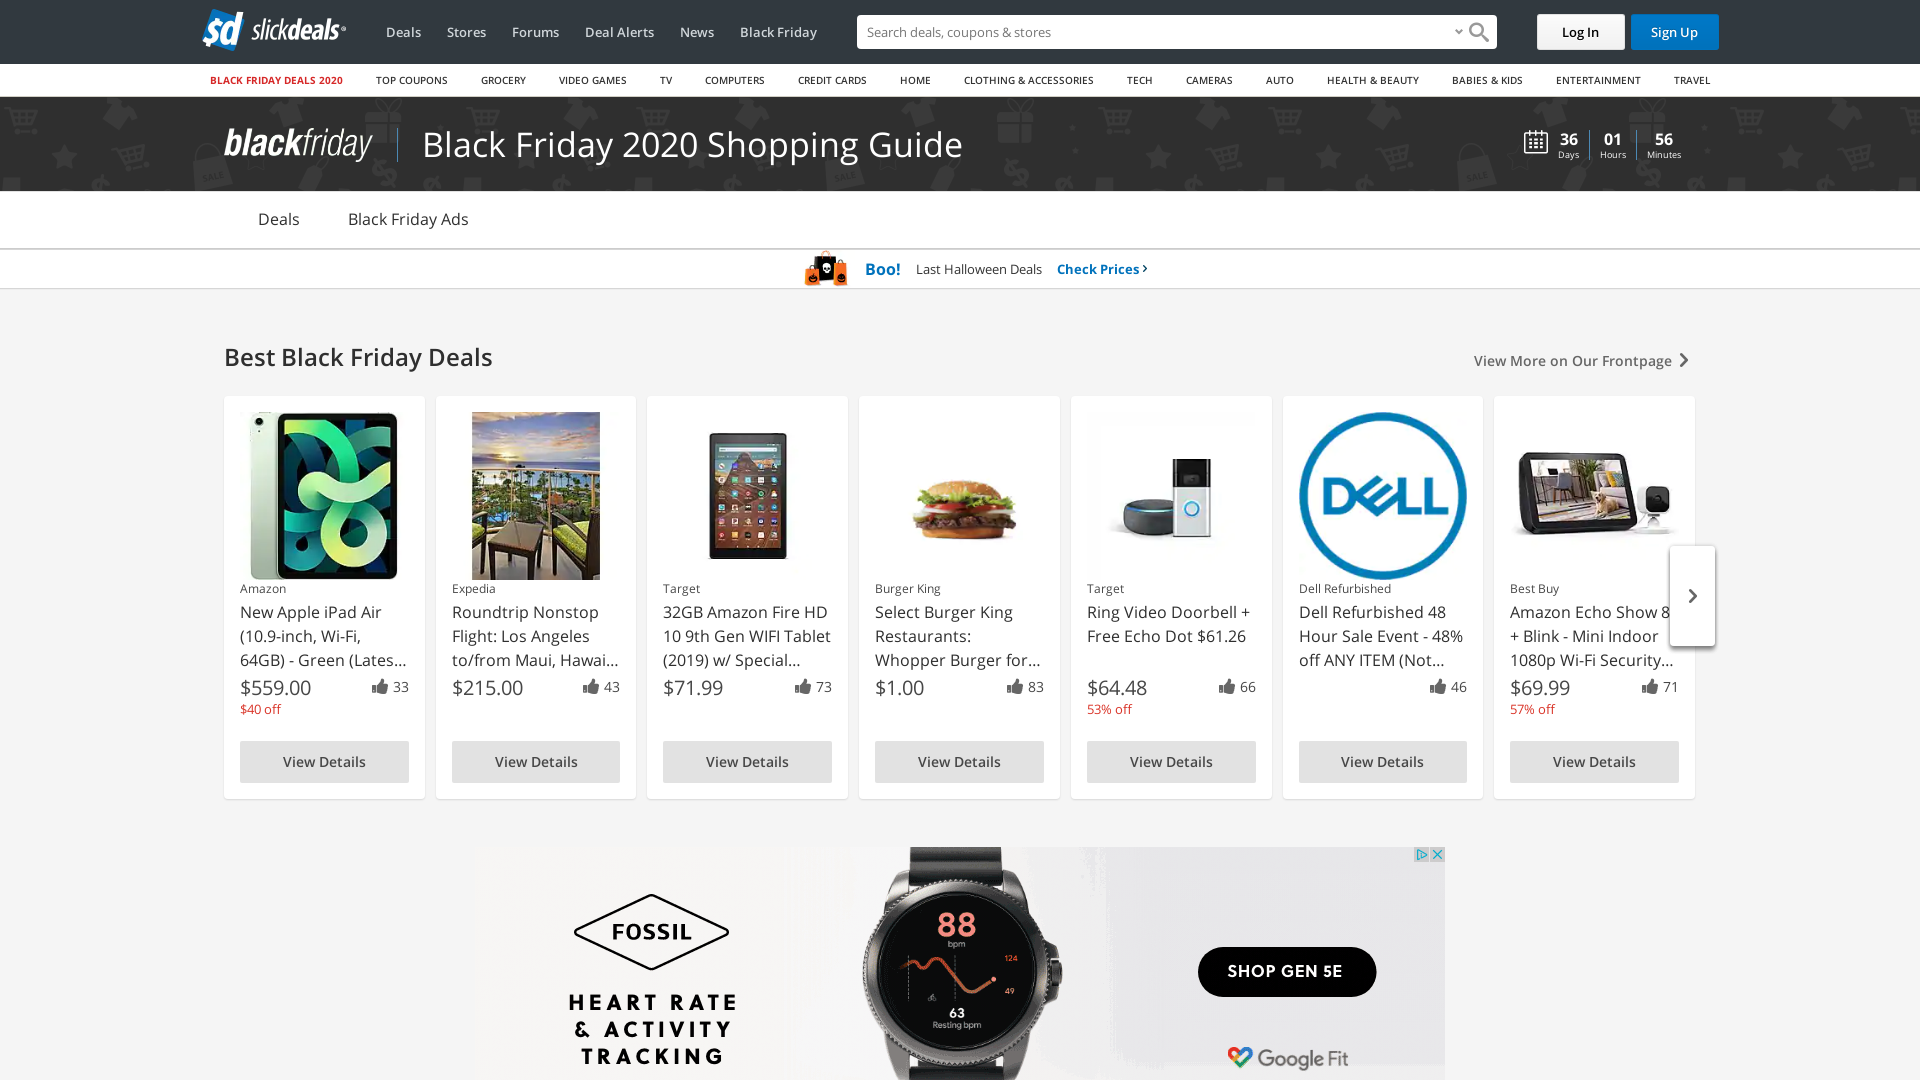 sd slickdeals
Deals
Stores
Forums
Deal Alerts
News
Black Friday
Search deals, coupons & stores
Log In
Sign Up
BLACK FRIDAY DEALS 2020
TOP COUPONS
GROCERY
VIDEO GAMES
TV
COMPUTERS
CREDIT CARDS
HOME
CLOTHING & ACCESSORIES
TECH
CAMERAS
AUTO
HEALTH & BEAUTY
BABIES & KIDS
ENTERTAINMENT
TRAVEL
blackfriday
Black Friday 2020 Shopping Guide
36
Days
01
Hours
56
Minutes
Deals
Black Friday Ads
Boo! Last Halloween Deals Check Prices
Best Black Friday Deals
View More on Our Frontpage
Amazon
New Apple iPad Air
(10.9-inch, Wi-Fi,
64GB) - Green (Lates...
$559.00
33
$40 off
View Details
Expedia
Roundtrip Nonstop
Flight: Los Angeles
to/from Maui, Hawai...
$215.00
43
View Details
Target
32GB Amazon Fire HD
10 9th Gen WIFI Tablet
(2019) w/ Special...
$71.99
73
View Details
Burger King
Select Burger King
Restaurants:
Whopper Burger for...
$1.00
83
View Details
Target
Ring Video Doorbell +
Free Echo Dot $61.26
$64.48
66
53% off
View Details
DELL
Dell Refurbished
Dell Refurbished 48
Hour Sale Event - 48%
off ANY ITEM (Not...
46
View Details
Best Buy
Amazon Echo Show 8
+ Blink - Mini Indoor
1080p Wi-Fi Security...
$69.99
71
57% off
View Details
FOSSIL
HEART RATE
& ACTIVITY
TRACKING
88
bpm
124
49
63
Resting bpm
SHOP GEN 5E
Google Fit